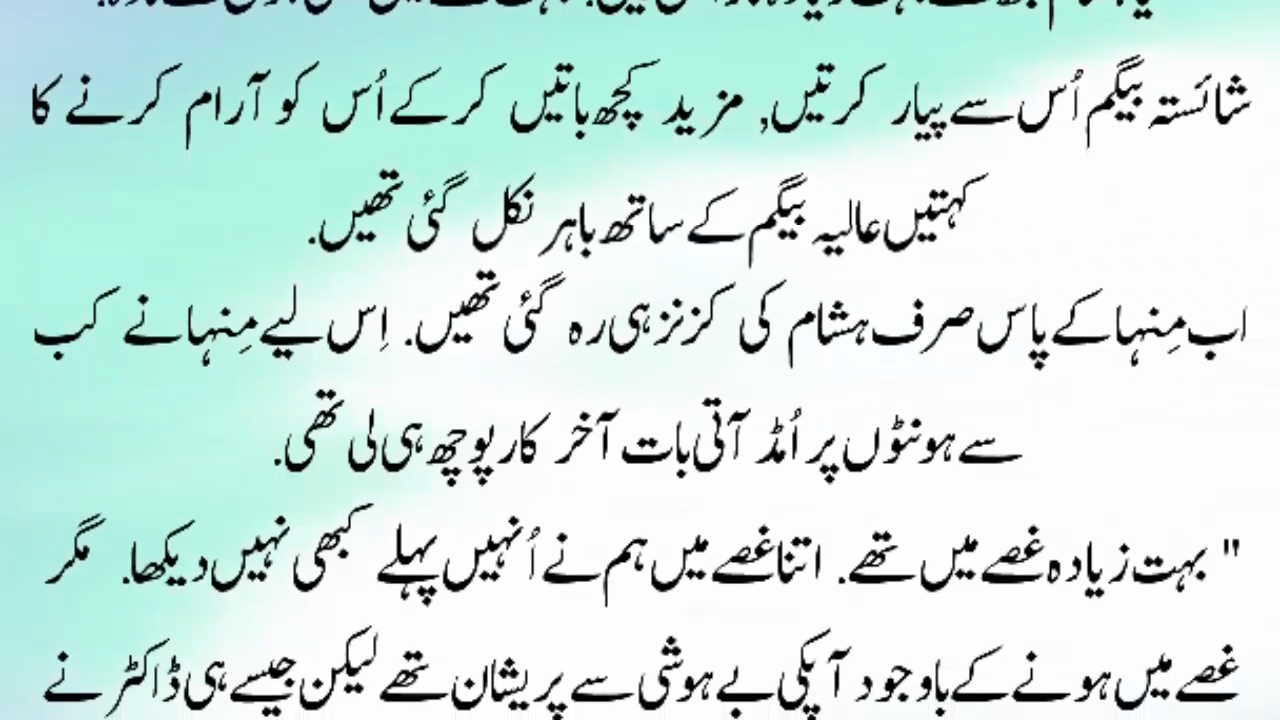 شائستہ بیگم اُس سے پیار کرتیں, مزید کچھ باتیں کر کے اُس کو آرام کرنے کا
کہتیں عالیہ بیگم کے ساتھ باہر نکل گئی تھیں.
اب مِنہا کے پاس صرف ہشام کی کزنز ہی رہ گئی تھیں. اِس لیے مِنہا نے کب
سے ہونٹوں پر اُمڈ آتی بات آخر کار پوچھ ہی لی تھی.
" بہت زیادہ غصے میں تھے. اتنا غصے میں ہم نے اُنہیں پہلے کبھی نہیں دیکھا. مگر
غصے میں ہونے کے باوجود آپکی بے ہوشی سے پریشان تھے لیکن جیسے ہی ڈاکٹر نے